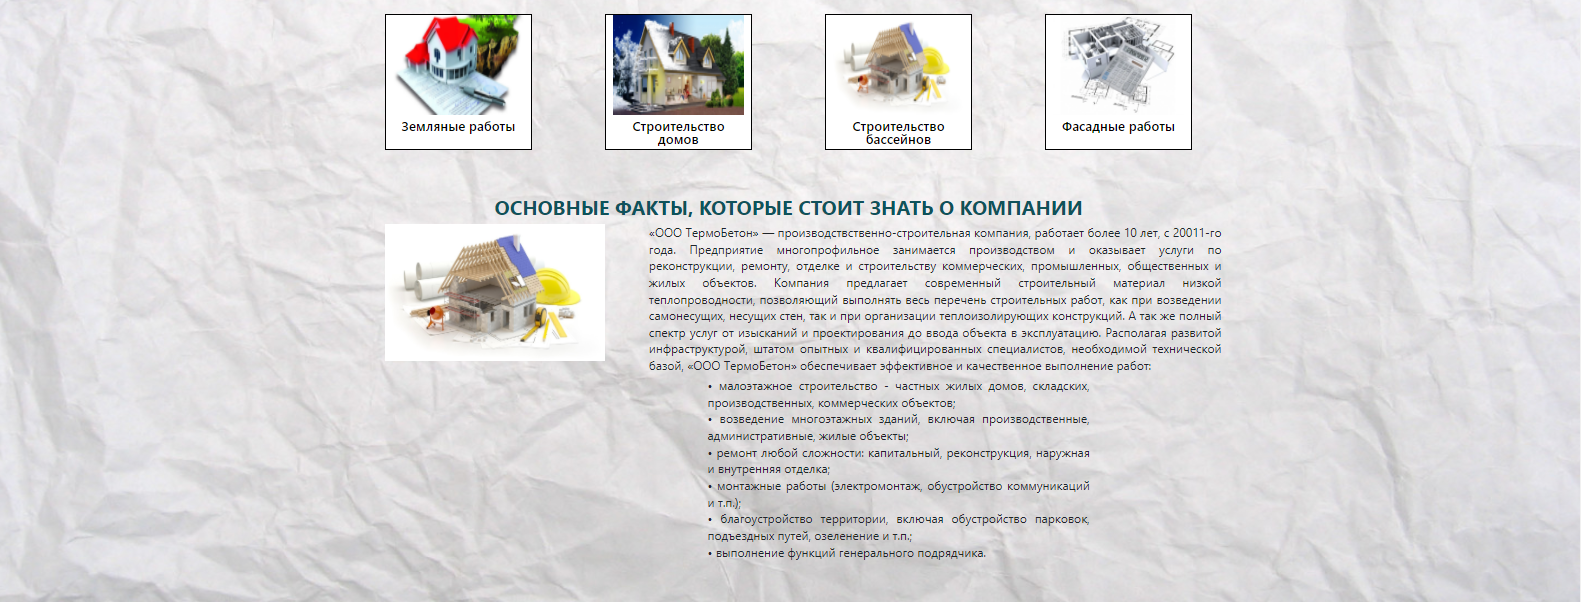 Земляные работы
Строительство
домов
Строительство
бассейнов
Фасадные работы
ОСНОВНЫЕ ФАКТЫ, КОТОРЫЕ СТОИТ ЗНАТЬ О КОМПАНИИ
«ООО ТермоБетон» — производствственно-строительная компания, работает более 10 лет, с 20011-го
года. Предприятие многопрофильное занимается производством и оказывает услуги по
реконструкции, ремонту, отделке и строительству коммерческих, промышленных, общественных и
жилых объектов. Компания предлагает современный строительный материал низкой
теплопроводности, позволяющий выполнять весь перечень строительных работ, как при возведении
самонесущих, несущих стен, так и при организации теплоизолирующих конструкций. А так же полный
спектр услуг от изысканий и проектирования до ввода объекта в эксплуатацию. Располагая развитой
инфраструктурой, штатом опытных и квалифицированных специалистов, необходимой технической
базой, «ООО ТермоБетон» обеспечивает эффективное и качественное выполнение работ:
• малоэтажное строительство - частных жилых домов, складских,
производственных, коммерческих объектов;
• возведение многоэтажных зданий, включая производственные,
административные, жилые объекты;
• ремонт любой сложности: капитальный, реконструкция, наружная
и внутренняя отделка;
• монтажные работы (электромонтаж, обустройство коммуникаций
и т.п.);
• благоустройство территории, включая обустройство парковок,
подъездных путей, озеленение и т.п.;
• выполнение функций генерального подрядчика.